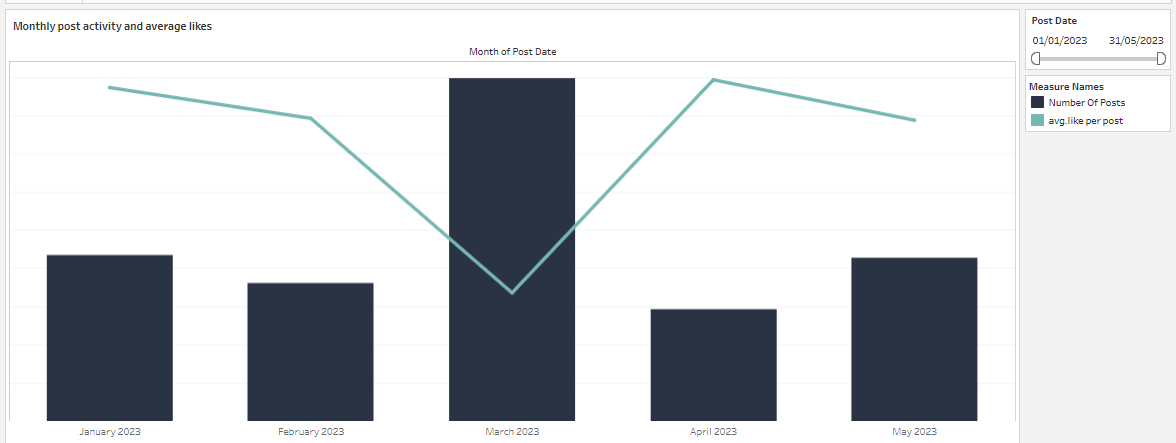 Monthly post activity and average likes
Month of Post Date
January 2023
February 2023
March 2023
April 2023
May 2023
Post Date
01/01/2023 31/05/2023
Measure Names
Number Of Posts
avg.like per post